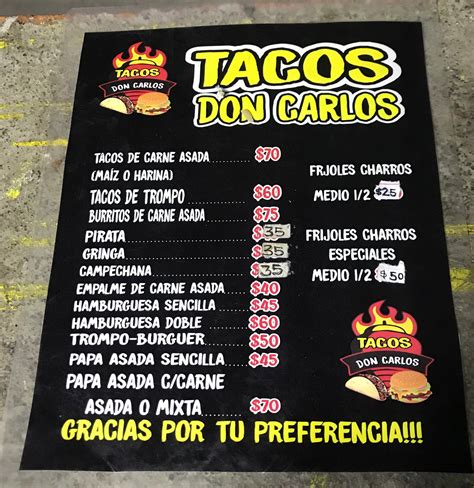 TACOS
DON CARLOS
TACOS
DON CARLOS
TACOS DE CARNE ASADA........$70
(MAÍZ O HARINA)
TACOS DE TROMPO........$60
BURRITOS DE CARNE ASADA........$75
PIRATA........$35
GRINGA........$35
CAMPECHANA........$35
EMPALME DE CARNE ASADA........$40
HAMBURGUESA SENCILLA........$45
HAMBURGUESA DOBLE........$60
TROMPO-BURGUER........$50
PAPA ASADA SENCILLA........$45
PAPA ASADA C/CARNE
ASADA O MIXTA........$70
FRJOLES CHARROS
MEDIO 1/2 $25
FRIJOLES CHARROS
ESPECIALES
MEDIO 1/2 $50
TACOS
DON CARLOS
GRACIAS POR TU PREFERENCIA!!!